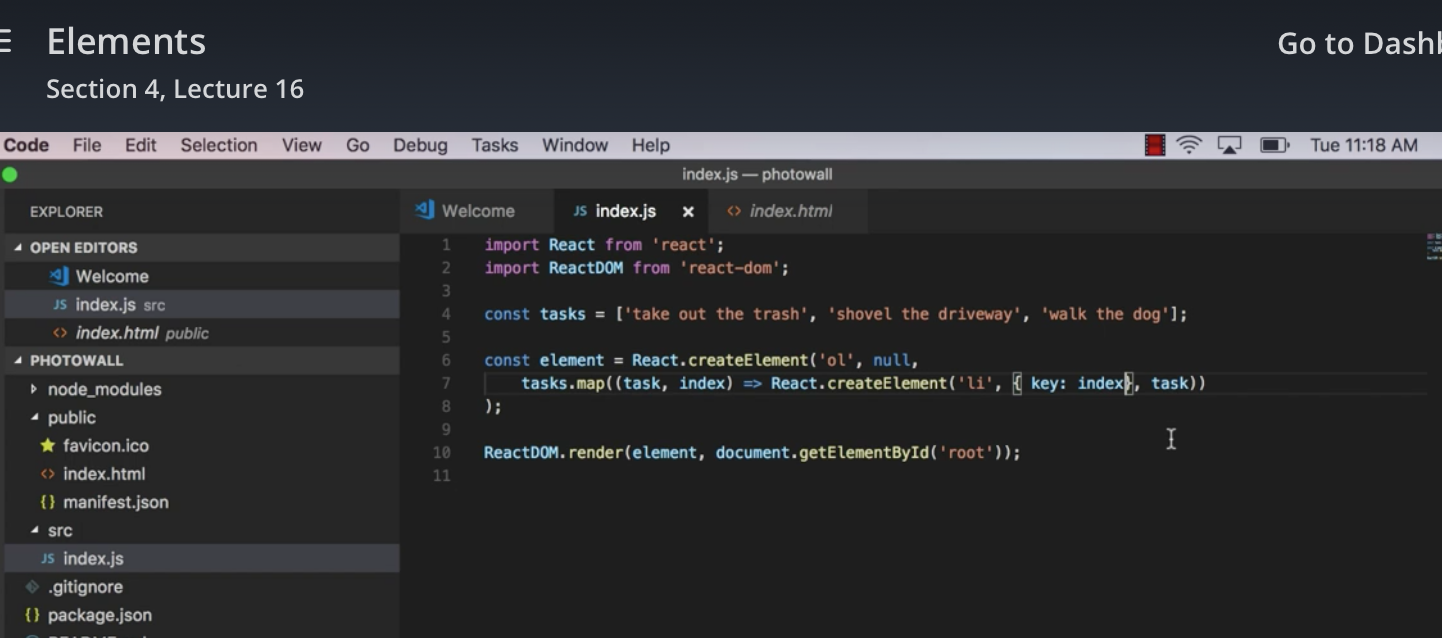 Elements
Go to Dashb
Section 4, Lecture 16
Code File Edit Selection View Go Debug Tasks Window Help Tue 11:18 AM
index.js — photowall
EXPLORER
Welcome
JS index.js ×
<> index.html
OPEN EDITORS
Welcome
JS index.js src
<> index.html public
PHOTOWALL
node_modules
public
favicon.ico
<> index.html
{} manifest.json
src
JS index.js
.gitignore
{} package.json
1 import React from 'react';
2 import ReactDOM from 'react-dom';
3
4 const tasks = ['take out the trash', 'shovel the driveway', 'walk the dog'];
5
6 const element = React.createElement('ol', null,
7 tasks.map((task, index) => React.createElement('li', { key: index}, task))
8 );
9
10 ReactDOM.render(element, document.getElementById('root'));
11